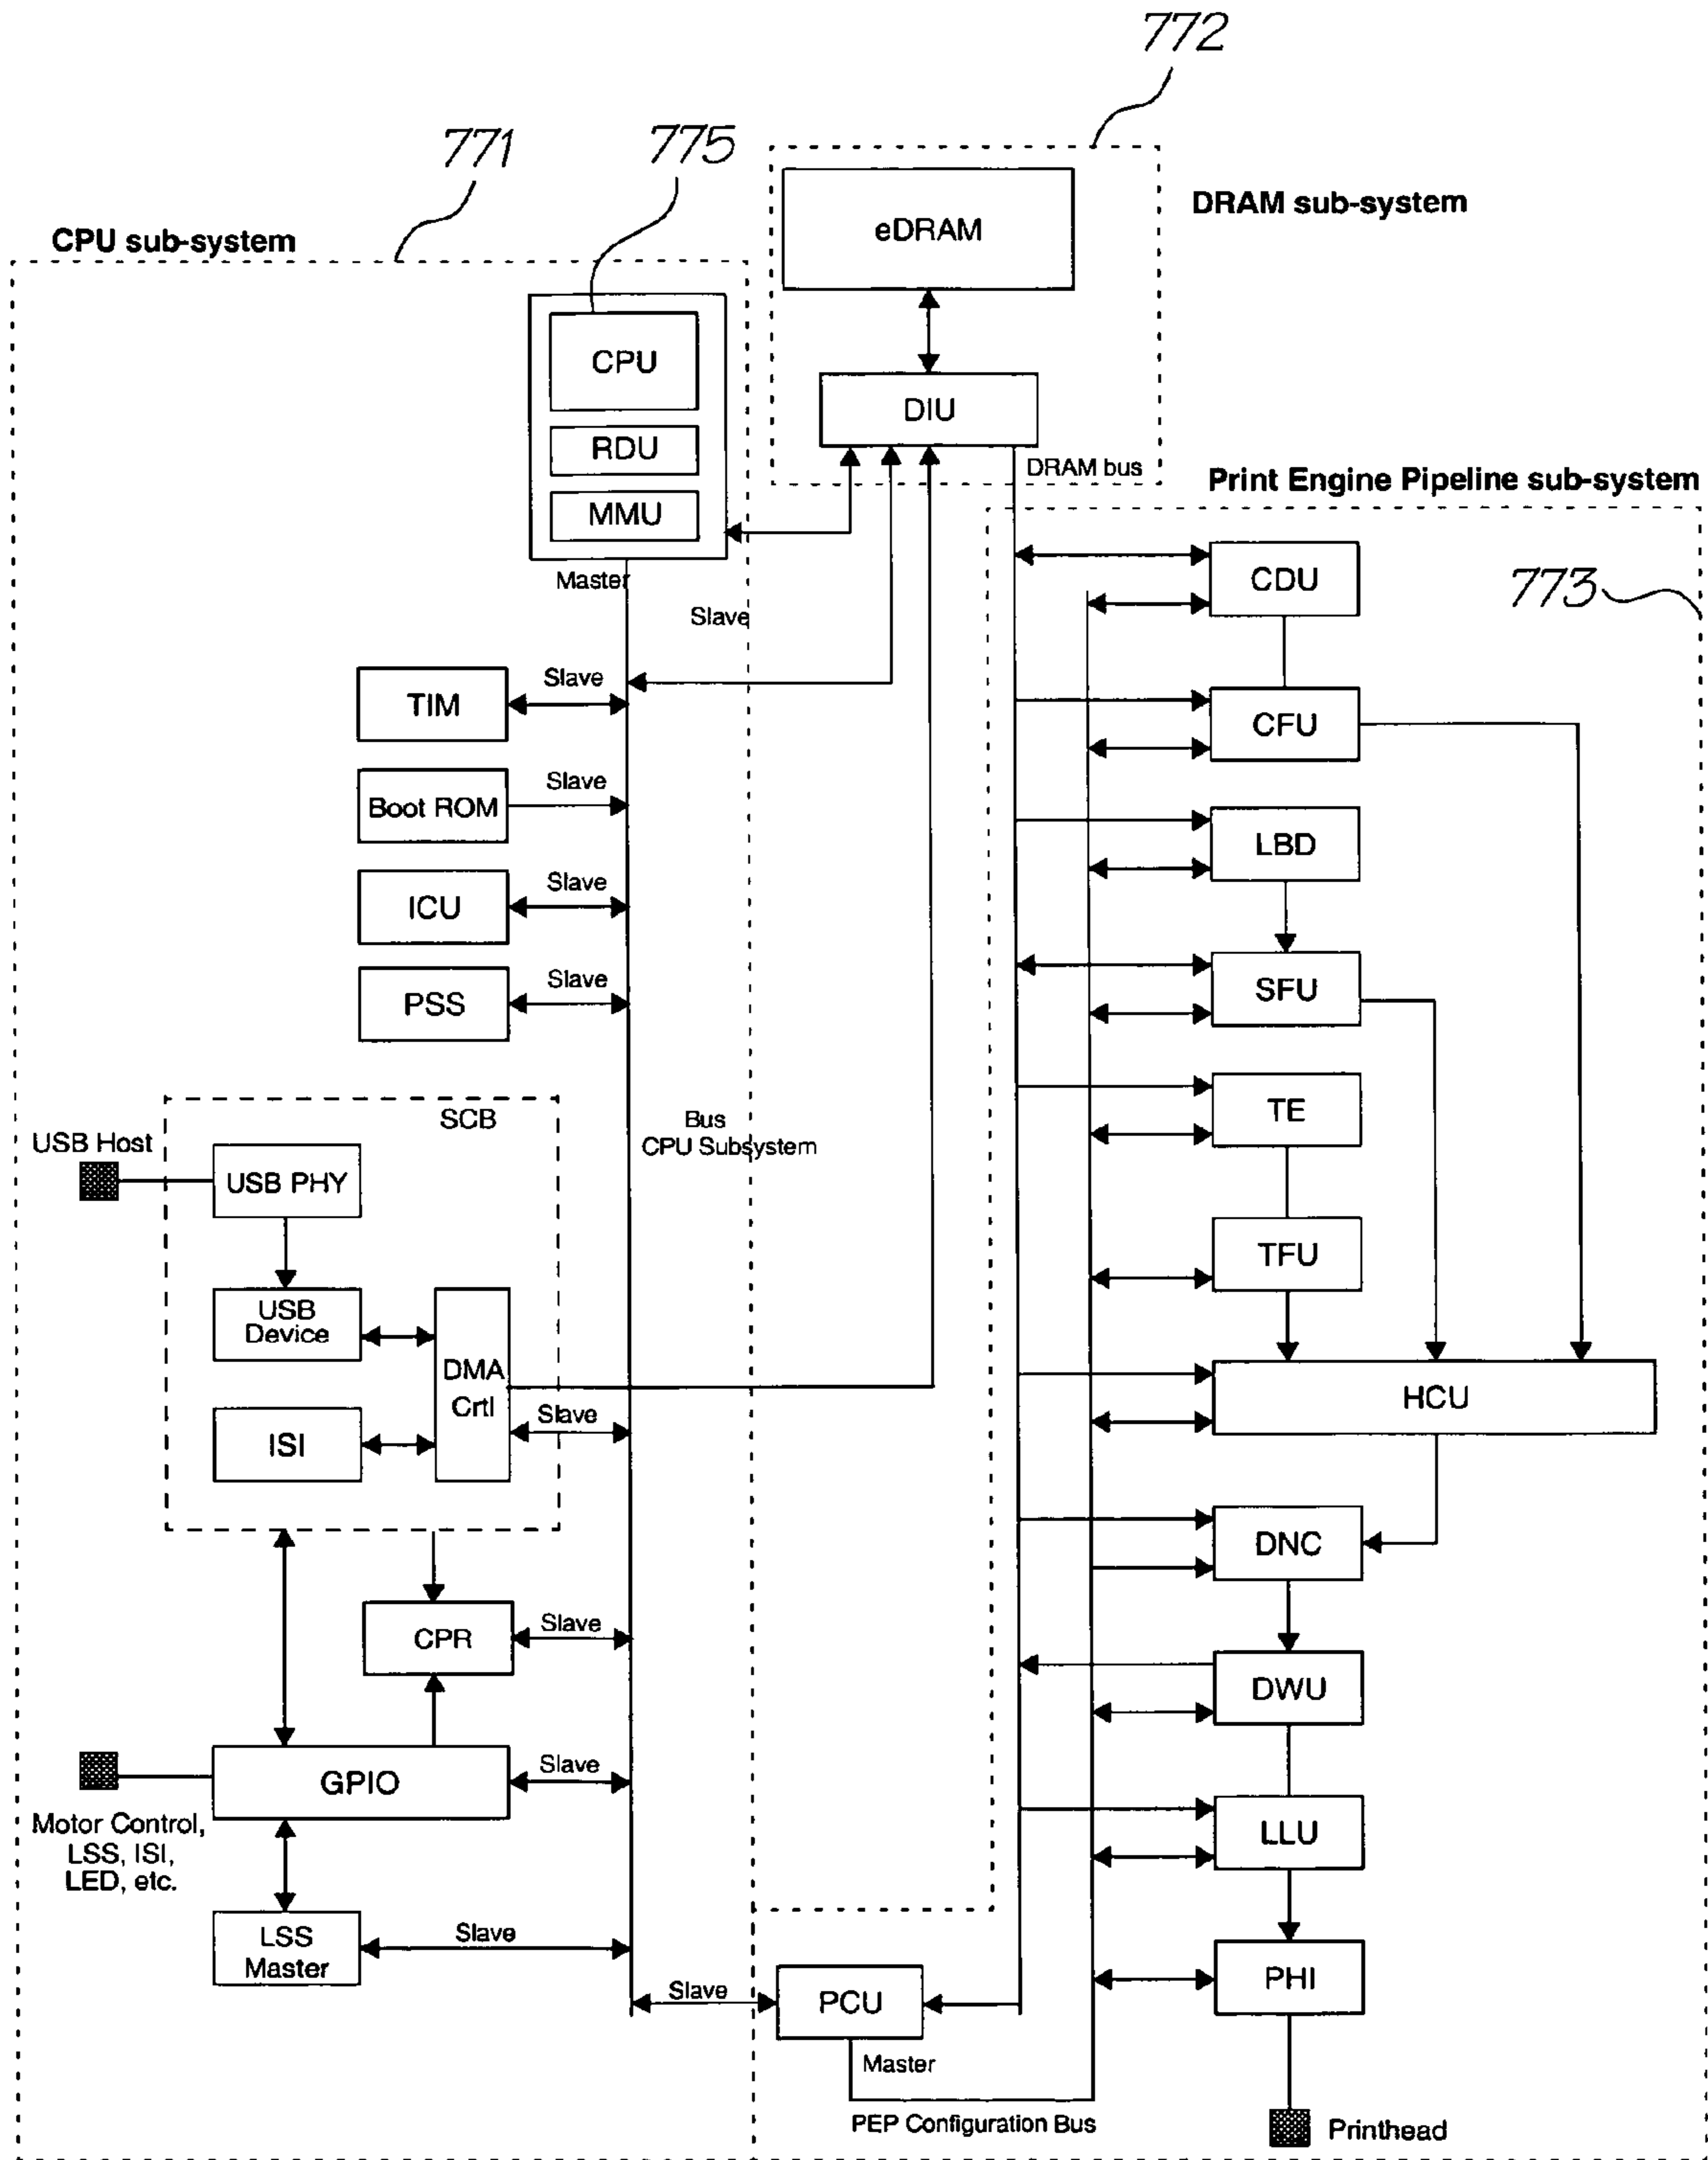 772
771
775
DRAM sub-system
CPU sub-system
eDRAM
CPU
DIU
RDU
DRAM bus
MMU
Print Engine Pipeline sub-system
Master
Slave
CDU
773
TIM
Slave
CFU
Boot ROM
Slave
LBD
ICU
Slave
PSS
Slave
SFU
SCB
Bus
CPU Subsystem
TE
USB Host
USB PHY
TFU
USB
Device
DMA
Crtl
Slave
HCU
ISI
DNC
CPR
Slave
DWU
GPIO
Slave
Motor Control,
LSS, ISI,
LED, etc.
LLU
LSS
Master
Slave
Slave
PCU
PHI
Master
PEP Configuration Bus
Printhead